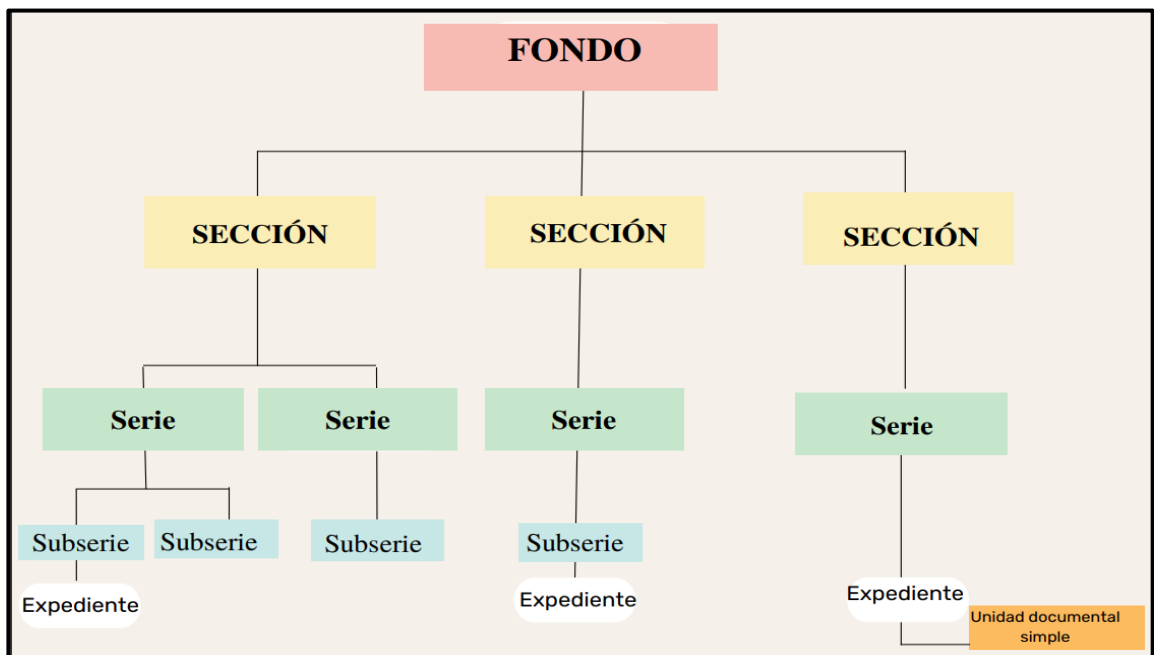 FONDO
SECCIÓN
SECCIÓN
SECCIÓN
Serie
Serie
Serie
Serie
Subserie
Subserie
Subserie
Subserie
Expediente
Expediente
Expediente
Unidad documental
simple